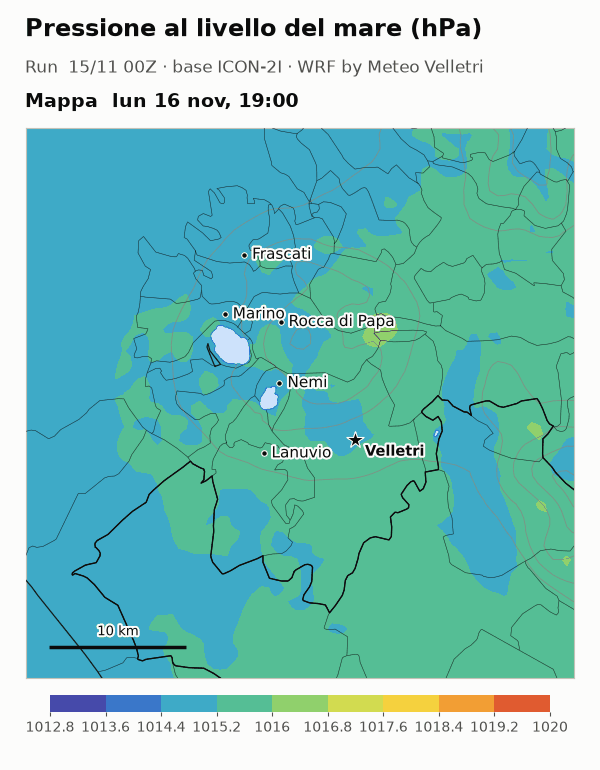 Pressione al livello del mare (hPa)
Run  15/11 00Z · base ICON-2I · WRF by Meteo Velletri
Mappa  lun 16 nov, 19:00
Frascati
Marino
Rocca di Papa
Nemi
Lanuvio
Velletri
10 km
1012.8 1013.6 1014.4 1015.2 1016 1016.8 1017.6 1018.4 1019.2 1020